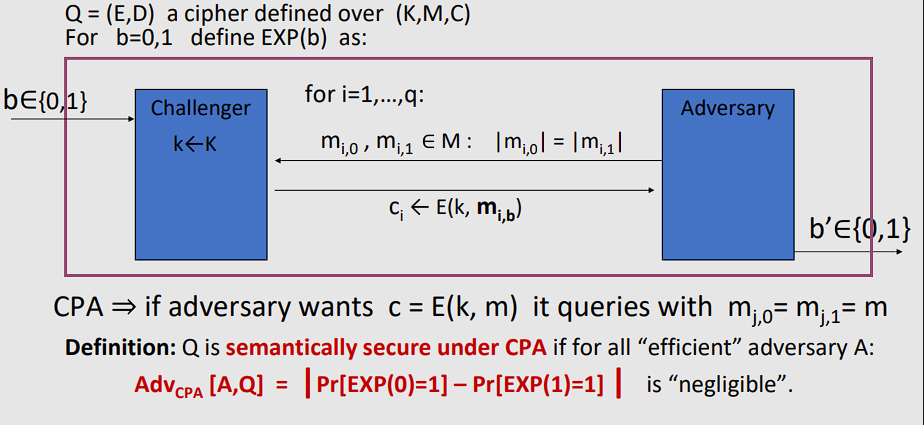 Q = (E,D) a cipher defined over (K,M,C)
For b=0,1 define EXP(b) as:
b∈{0,1}
Challenger
k←K
for i=1,…,q:
m_{i,0} , m_{i,1} ∈ M : |m_{i,0}| = |m_{i,1}|
c_i ← E(k, m_{i,b})
Adversary
b’∈{0,1}
CPA ⇒ if adversary wants c = E(k, m) it queries with m_{j,0}= m_{j,1}= m
Definition: Q is semantically secure under CPA if for all “efficient” adversary A:
Adv_{CPA} [A,Q] = |Pr[EXP(0)=1] – Pr[EXP(1)=1] | is “negligible”.